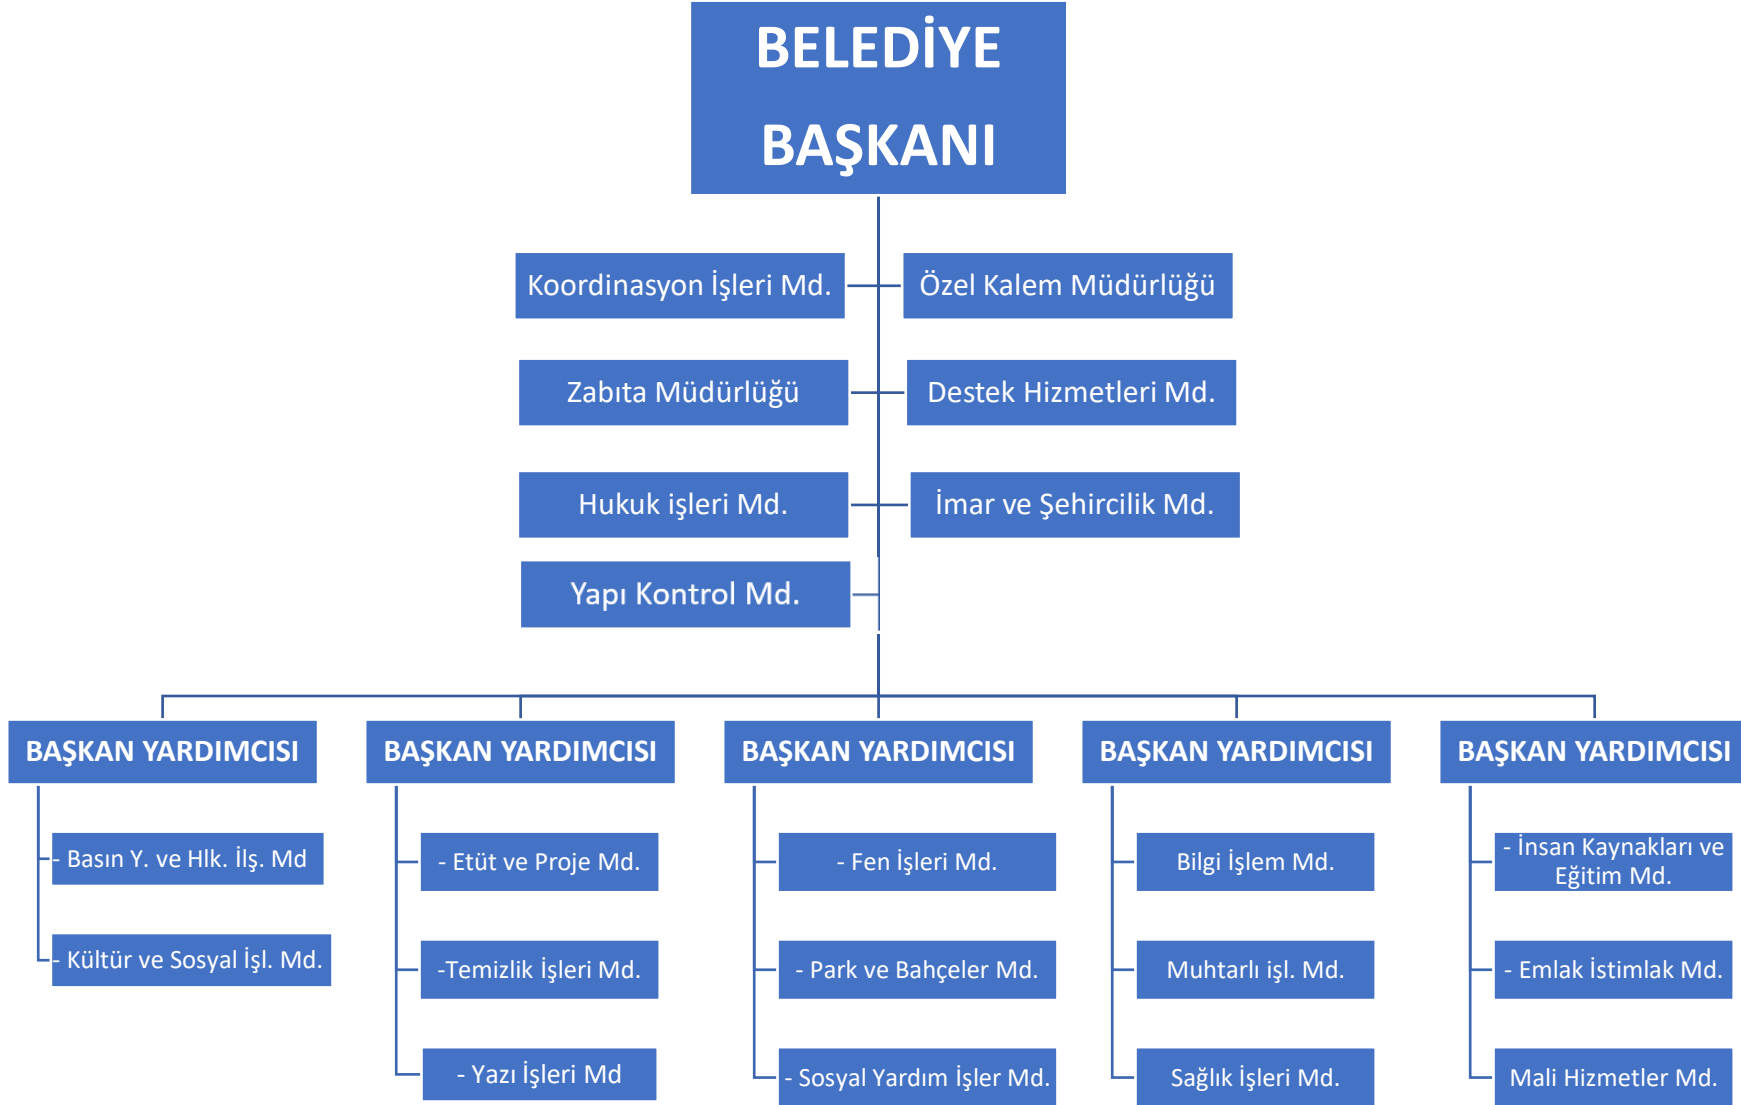 BELEDİYE
BAŞKANI
Koordinasyon İşleri Md.
Özel Kalem Müdürlüğü
Zabıta Müdürlüğü
Destek Hizmetleri Md.
Hukuk işleri Md.
İmar ve Şehircilik Md.
Yapı Kontrol Md.
BAŞKAN YARDIMCISI
- Basın Y. ve Hlk. İlş. Md
- Kültür ve Sosyal İşl. Md.
BAŞKAN YARDIMCISI
- Etüt ve Proje Md.
-Temizlik İşleri Md.
- Yazı İşleri Md
BAŞKAN YARDIMCISI
- Fen İşleri Md.
- Park ve Bahçeler Md.
- Sosyal Yardım İşler Md.
BAŞKAN YARDIMCISI
Bilgi İşlem Md.
Muhtarlı işl. Md.
Sağlık İşleri Md.
BAŞKAN YARDIMCISI
- İnsan Kaynakları ve
Eğitim Md.
- Emlak İstimlak Md.
Mali Hizmetler Md.